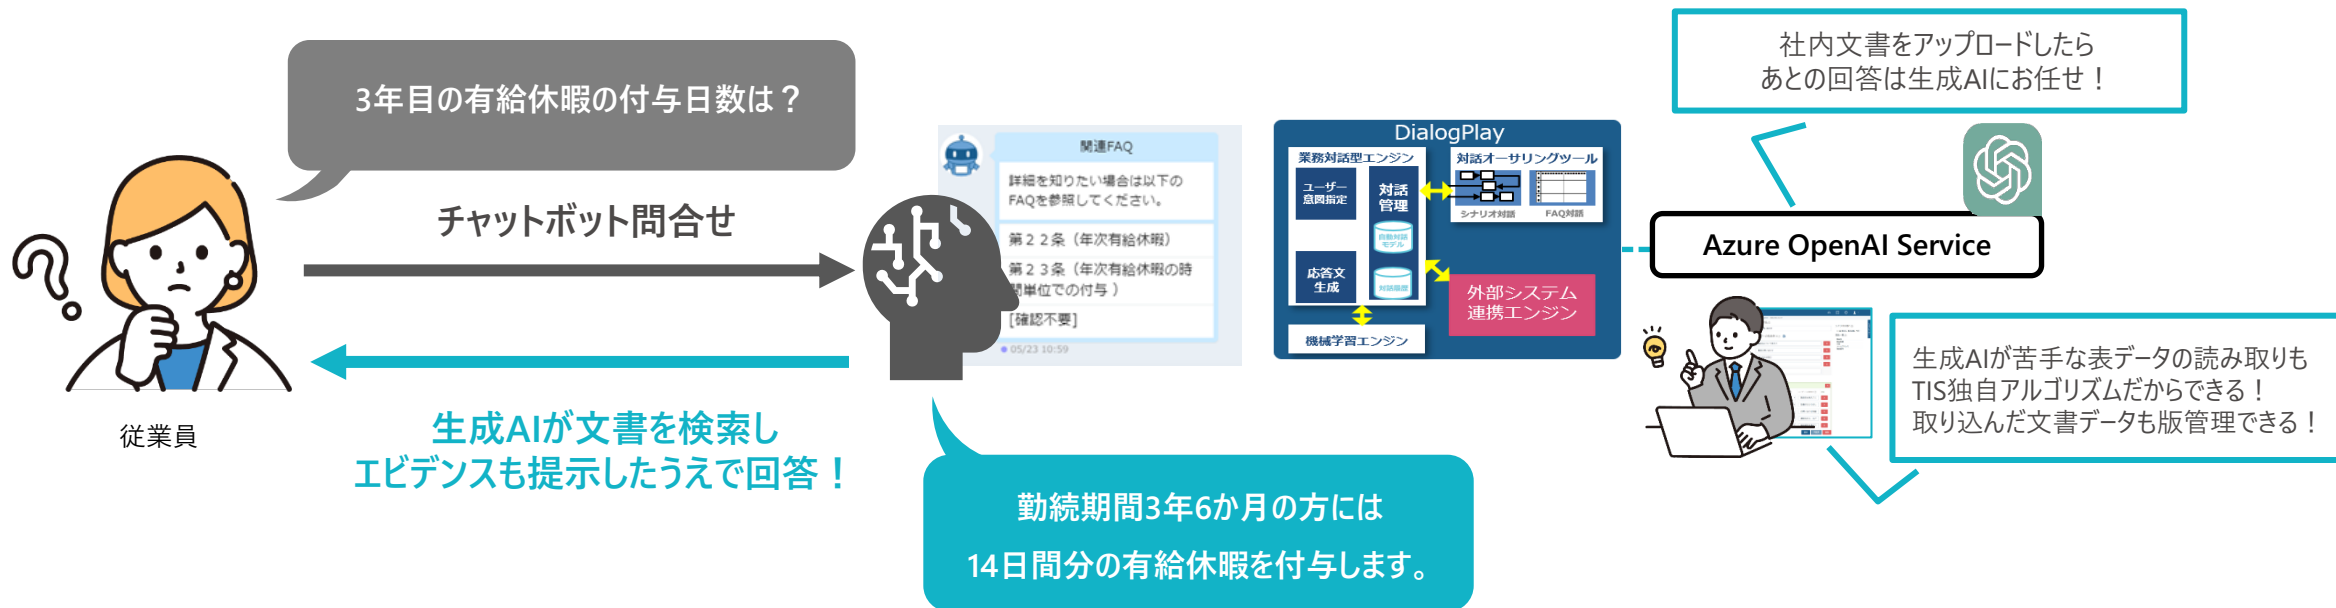 3年目の有給休暇の付与日数は？
チャットボット問合せ
従業員
生成AIが文書を検索し
エビデンスも提示したうえで回答！
関連FAQ
詳細を知りたい場合は以下の
FAQを参照してください。
第２２条（年次有給休暇）
第２３条（年次有給休暇の時
間単位での付与 ）
[確認不要]
05/23 10:59
勤続期間3年6か月の方には
14日間分の有給休暇を付与します。
DialogPlay
業務対話型エンジン
ユーザー
意図指定
対話
管理
自動対話
モデル
応答文
生成
対話履歴
機械学習エンジン
対話オーサリングツール
シナリオ対話
FAQ対話
外部システム
連携エンジン
社内文書をアップロードしたら
あとの回答は生成AIにお任せ！
Azure OpenAI Service
生成AIが苦手な表データの読み取りも
TIS独自アルゴリズムだからできる！
取り込んだ文書データも版管理できる！